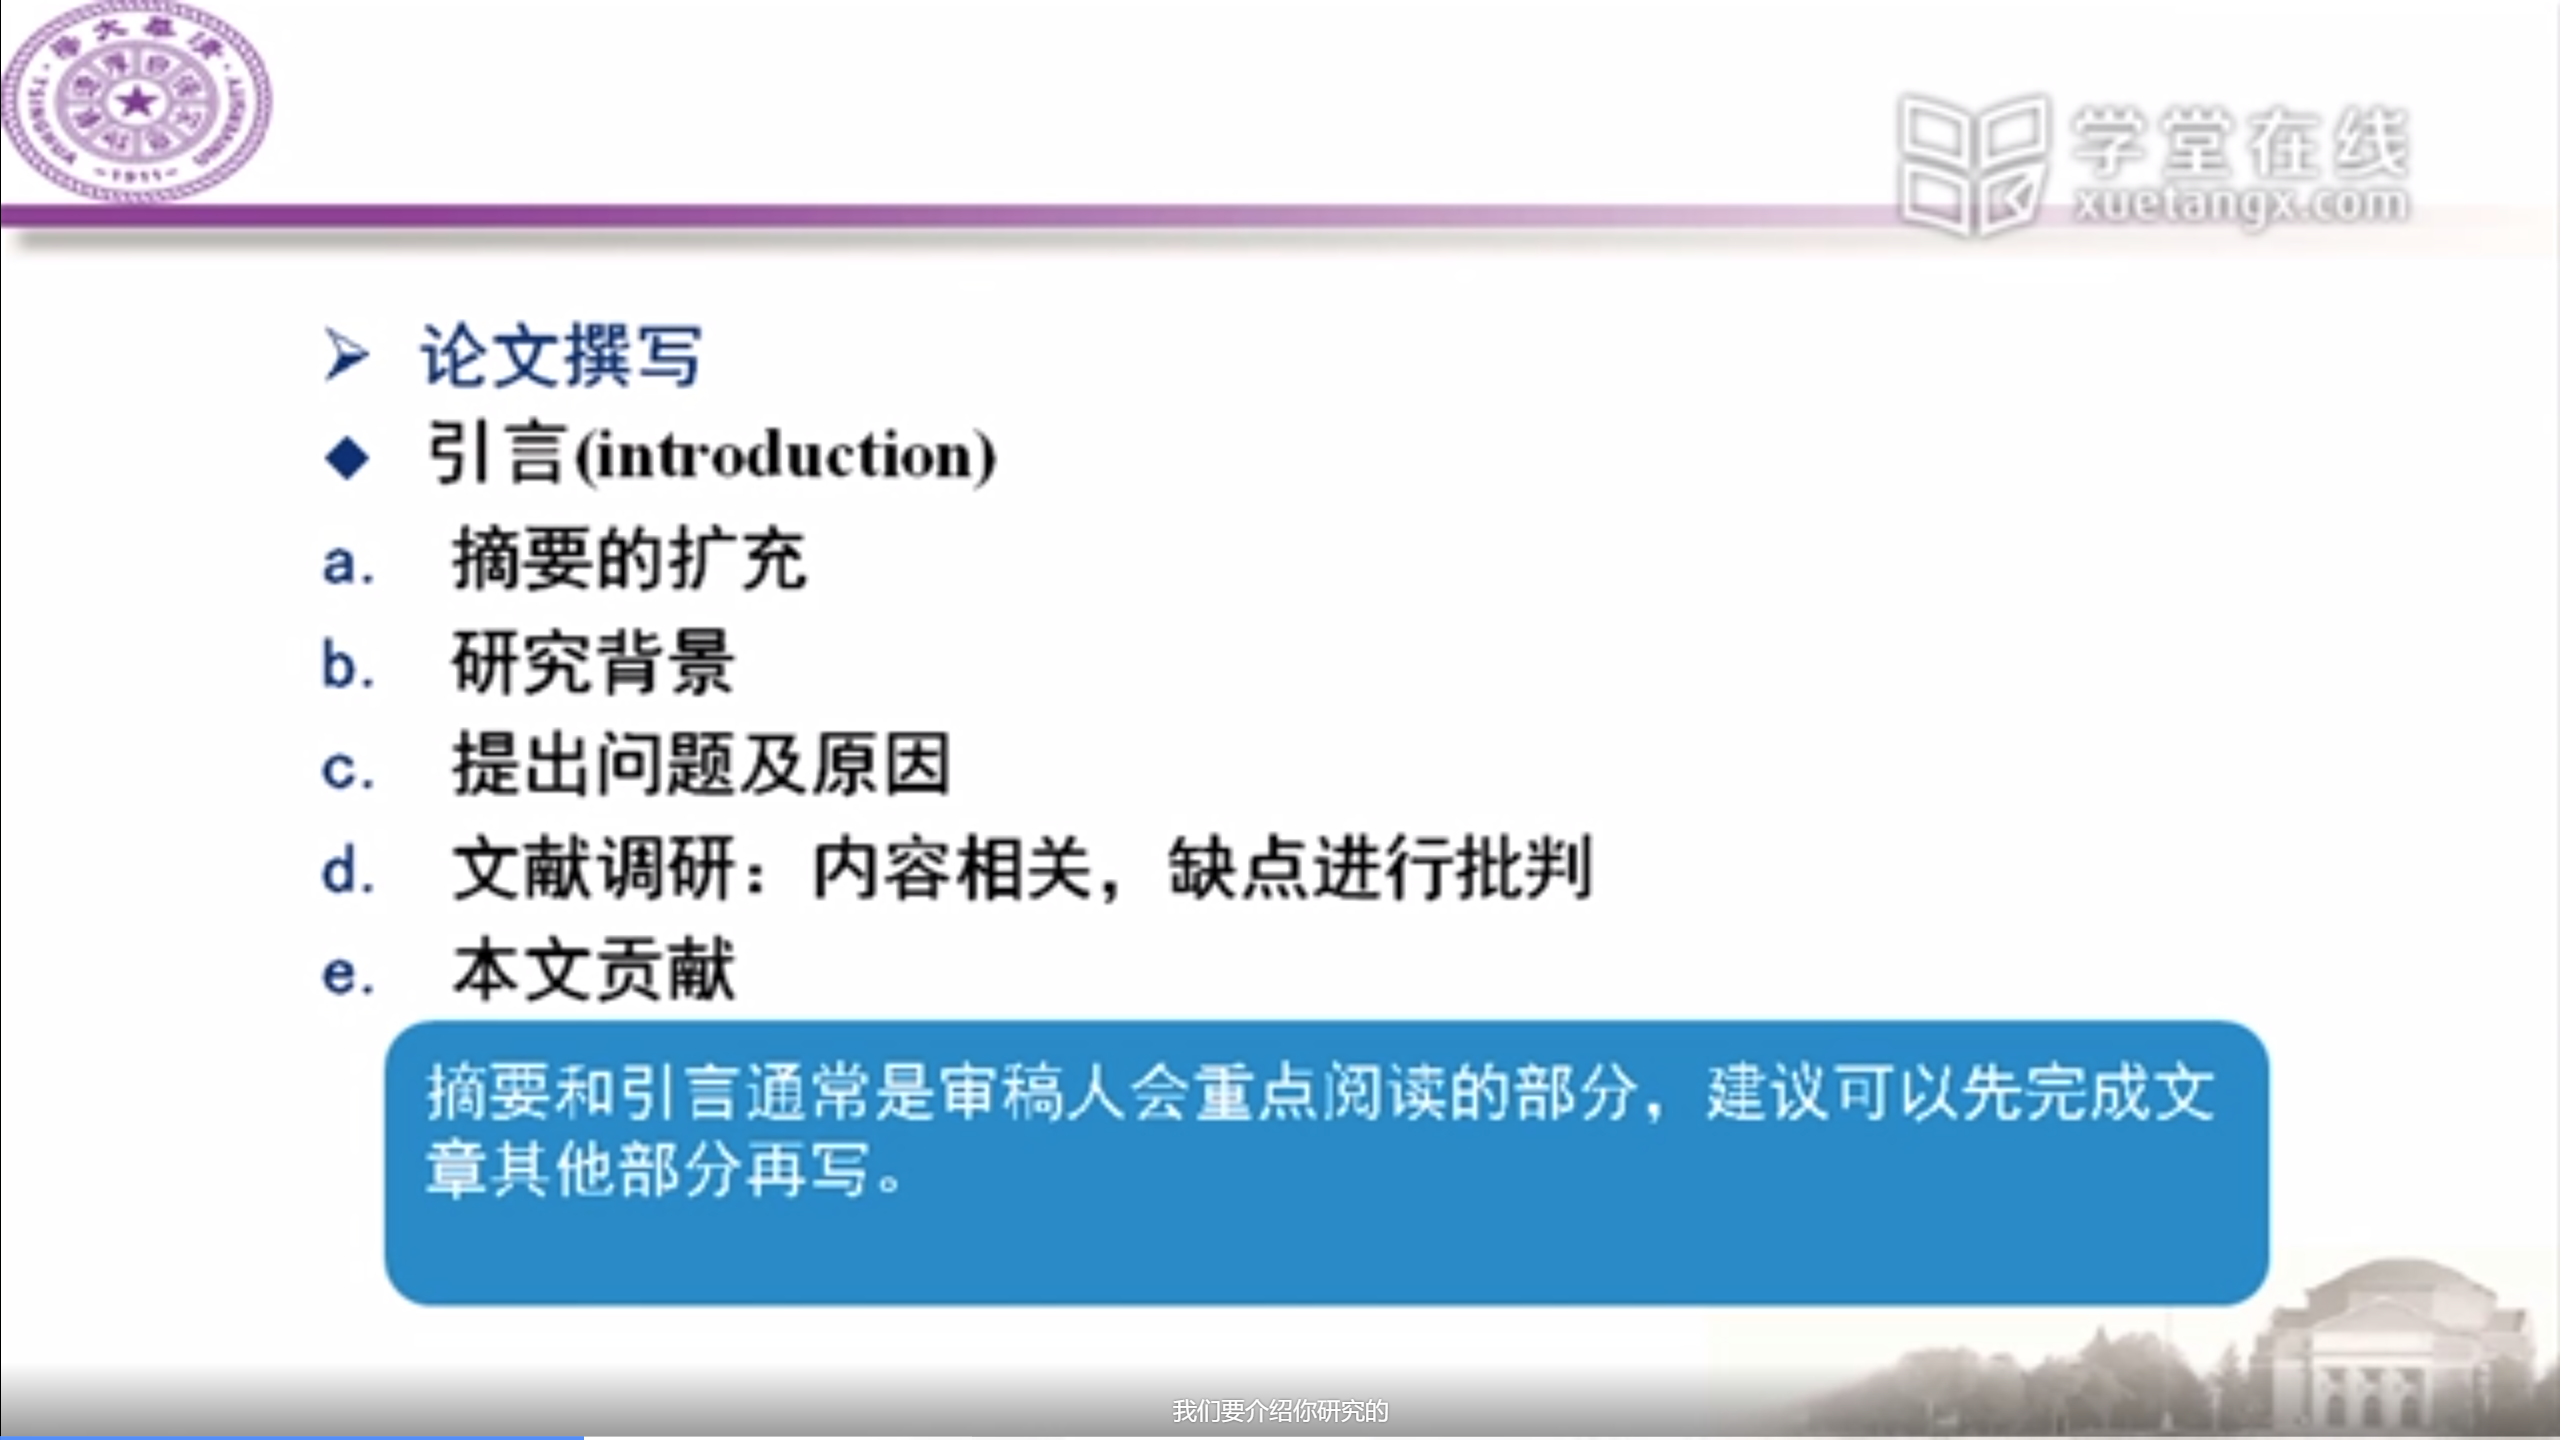 TSINGHUA UNIVERSITY
-1911-
学堂在线
xuetangx.com
论文撰写
引言(introduction)
a. 摘要的扩充
b. 研究背景
c. 提出问题及原因
d. 文献调研：内容相关，缺点进行批判
e. 本文贡献
摘要和引言通常是审稿人会重点阅读的部分，建议可以先完成文
章其他部分再写。
我们要介绍你研究的